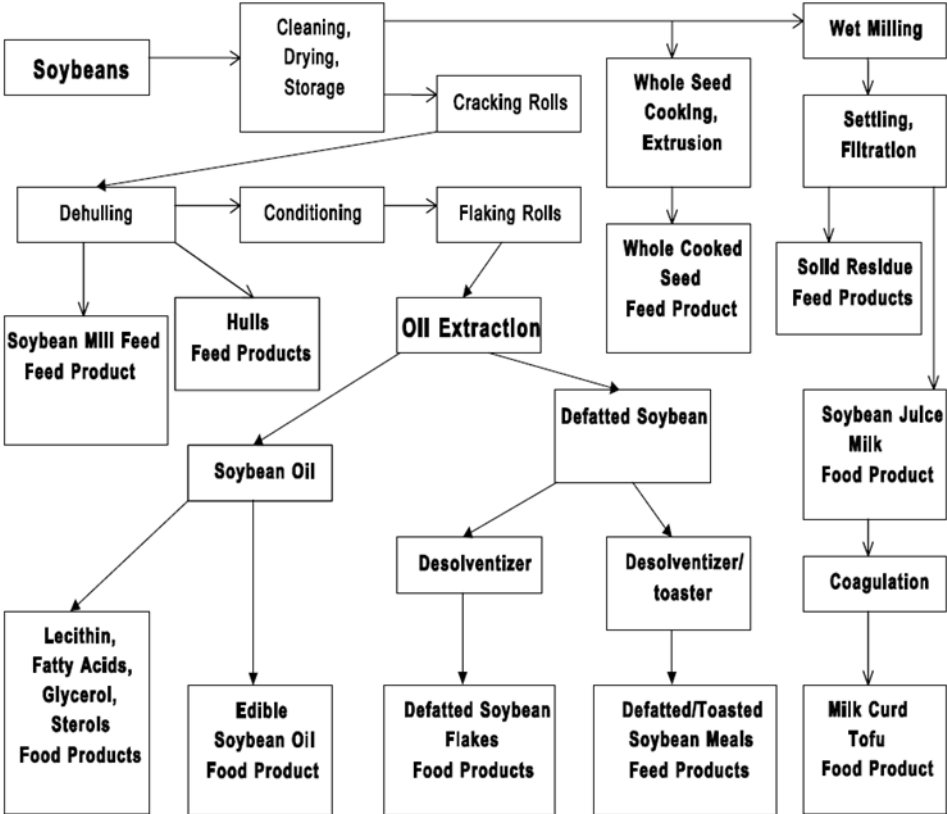 Soybeans
Cleaning,
Drying,
Storage
Wet Milling
Whole Seed
Cooking,
Extrusion
Cracking Rolls
Settling,
Filtration
Dehulling
Conditioning
Flaking Rolls
Whole Cooked
Seed
Feed Product
Solid Residue
Feed Products
Soybean Mill Feed
Feed Product
Hulls
Feed Products
Oil Extraction
Defatted Soybean
Soybean Juice
Milk
Food Product
Soybean Oil
Desolventizer
Desolventizer/
toaster
Coagulation
Lecithin,
Fatty Acids,
Glycerol,
Sterols
Food Products
Edible
Soybean Oil
Food Product
Defatted Soybean
Flakes
Food Products
Defatted/Toasted
Soybean Meals
Feed Products
Milk Curd
Tofu
Food Product